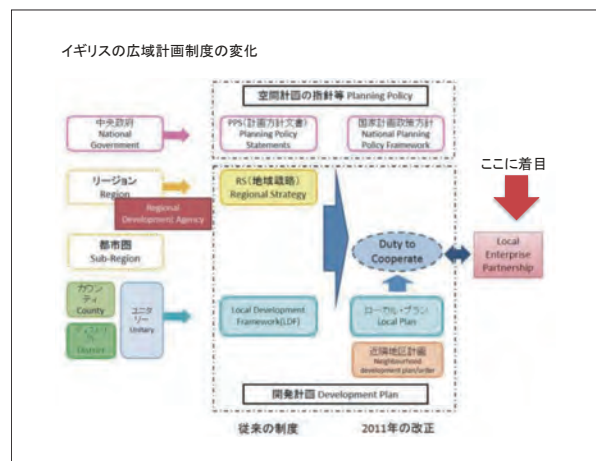 イギリスの広域計画制度の変化
空間計画の指針等 Planning Policy
中央政府
National
Government
PPS(計画方針文書)
Planning Policy
Statements
国家計画政策方針
National Planning
Policy Framework
ここに着目
リージョン
Region
Regional
Development Agency
RS(地域戦略)
Regional Strategy
都市圏
Sub-Region
Duty to
Cooperate
Local
Enterprise
Partnership
カウン
ティ
County
ユニタ
リー
Unitary
District
Local Development
Framework(LDF)
ローカル・プラン
Local Plan
近隣地区計画
Neighbourhood
development plan/order
開発計画 Development Plan
従来の制度
2011年の改正